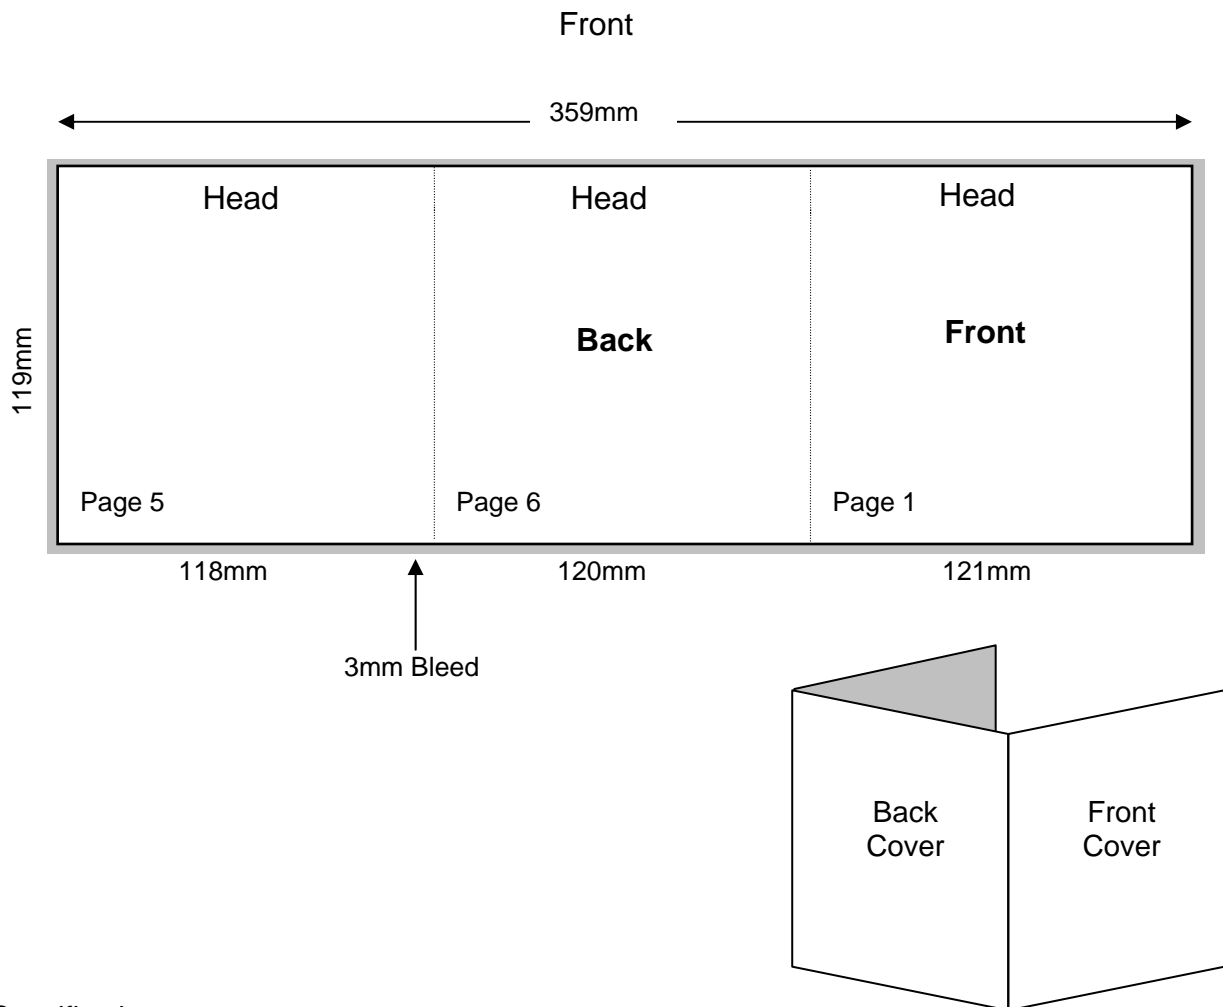 Front
359mm
Head Head Head
119mm
Back Front
Page 5 Page 6 Page 1
118mm 120mm 121mm
3mm Bleed
Back Front
Cover Cover